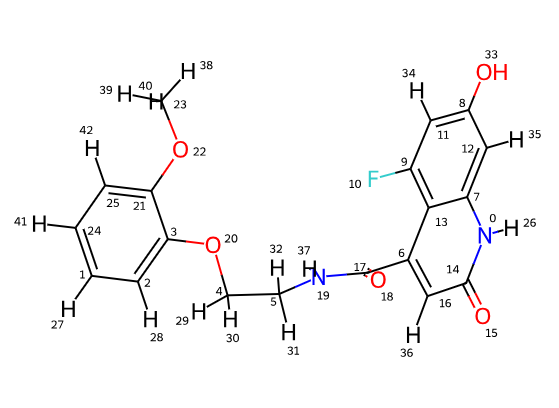 OH 33
H 38
34
H 39
40
H
23
H
8
42
H
O 22
11
12
H 35
9
F 10
25
21
7
0
13
N H 26
41 H
24
3
O 20
32
H
37
H
6
17
O 18
14
1
2
4
5
N 19
16
O 15
29 H
H 30
H 27
H 28
H 31
H 36